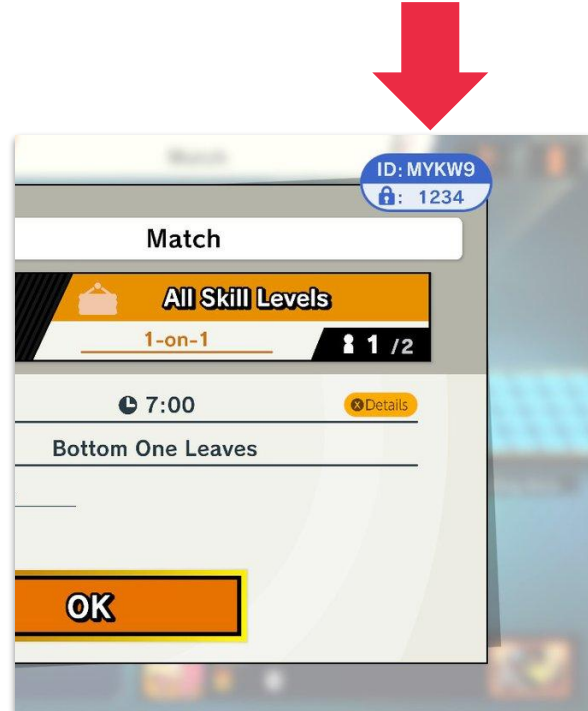 ID: MYKW9
: 1234
Match
All Skill Levels
1-on-1
1 /2
7:00
X Details
Bottom One Leaves
OK